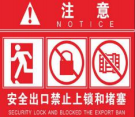 注 意
NOTICE
安全出口禁止上锁和堵塞
SECURITY LOCK AND BLOCKED THE EXPORT BAN